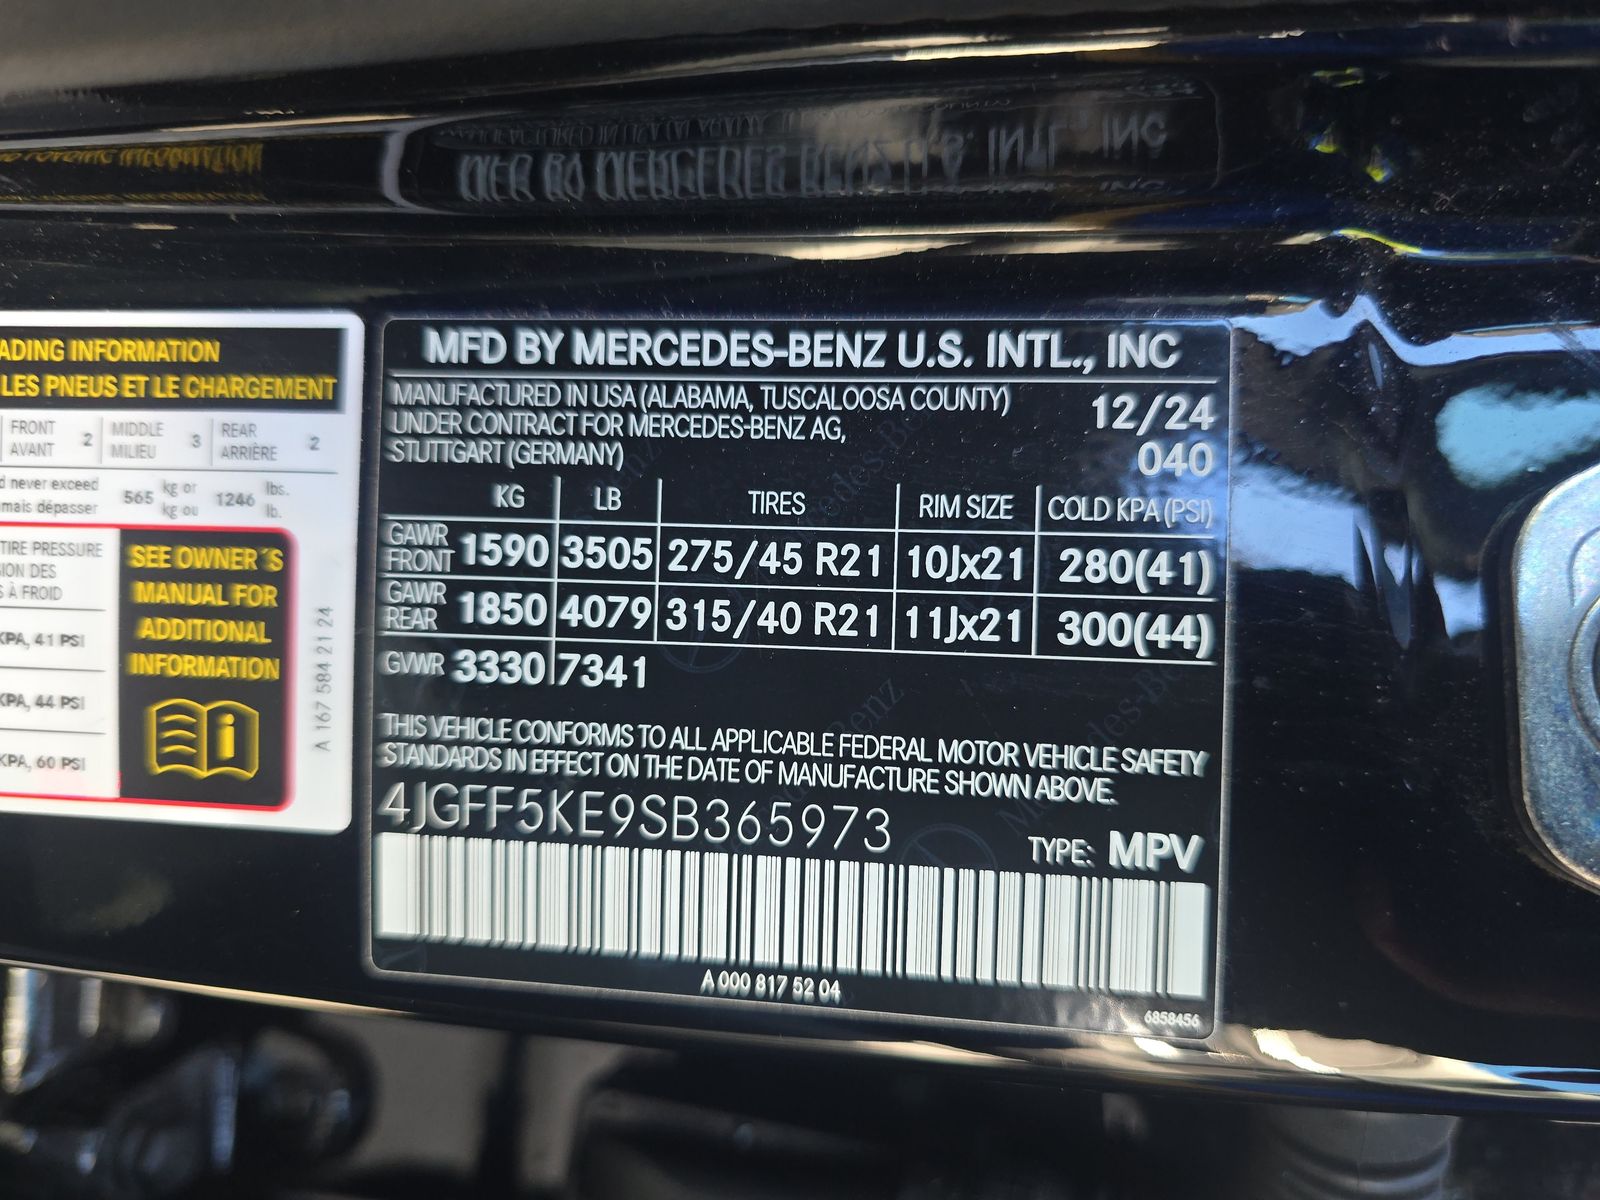 ADING INFORMATION
LES PNEUS ET LE CHARGEMENT
FRONT AVANT 2 MIDDLE MILIEU 3 REAR ARRIÈRE 2
d never exceed
mais dépasser 565 kg or kg ou 1246 lbs. lb.
TIRE PRESSURE
ION DES
À FROID
KPA, 41 PSI
KPA, 44 PSI
KPA, 60 PSI
SEE OWNER´S
MANUAL FOR
ADDITIONAL
INFORMATION
A 167 584 21 24
MFD BY MERCEDES-BENZ U.S. INTL., INC
MANUFACTURED IN USA (ALABAMA, TUSCALOOSA COUNTY) 12/24
UNDER CONTRACT FOR MERCEDES-BENZ AG,
STUTTGART (GERMANY) 040
KG LB TIRES RIM SIZE COLD KPA (PSI)
GAWR FRONT 1590 3505 275/45 R21 10Jx21 280(41)
GAWR REAR 1850 4079 315/40 R21 11Jx21 300(44)
GVWR 3330 7341
THIS VEHICLE CONFORMS TO ALL APPLICABLE FEDERAL MOTOR VEHICLE SAFETY
STANDARDS IN EFFECT ON THE DATE OF MANUFACTURE SHOWN ABOVE.
4JGFF5KE9SB365973
TYPE: MPV
A 000 817 52 04
6858456